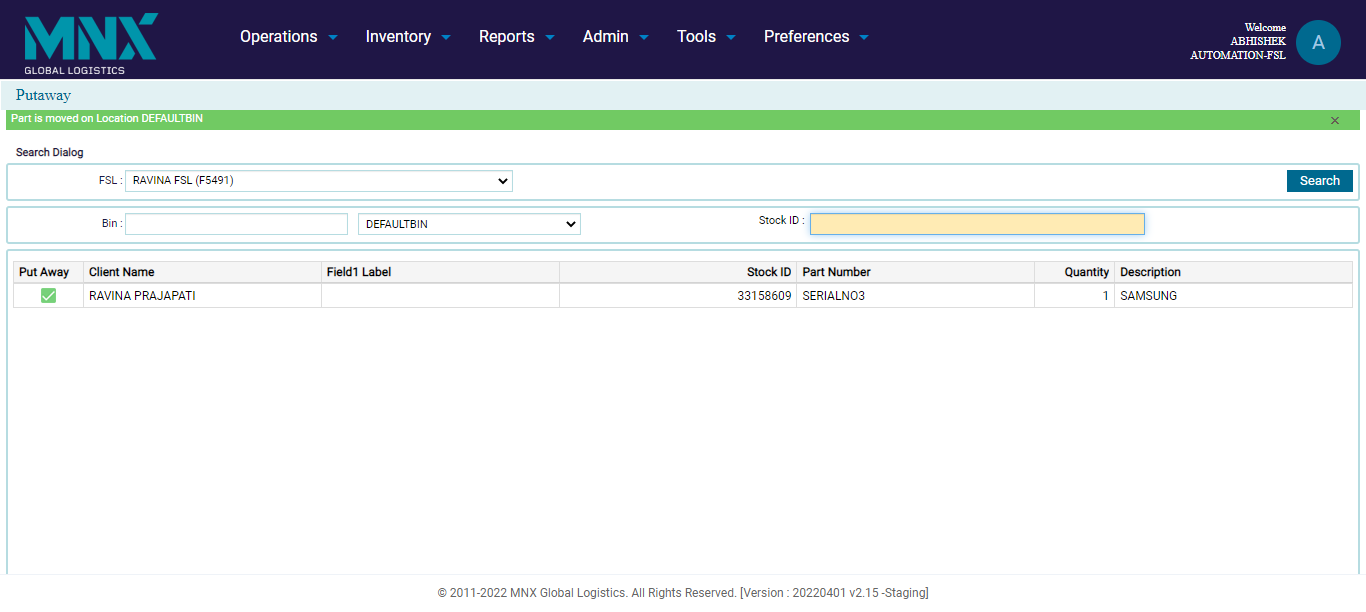 MNX
GLOBAL LOGISTICS
Operations Inventory Reports Admin Tools Preferences
Welcome
ABHISHEK
AUTOMATION-FSL
A
Putaway
Part is moved on Location DEFAULTBIN ×
Search Dialog
FSL : RAVINA FSL (F5491) Search
Bin : DEFAULTBIN Stock ID :
Put Away Client Name Field1 Label Stock ID Part Number Quantity Description
RAVINA PRAJAPATI 33158609 SERIALNO3 1 SAMSUNG
© 2011-2022 MNX Global Logistics. All Rights Reserved. [Version : 20220401 v2.15 -Staging]